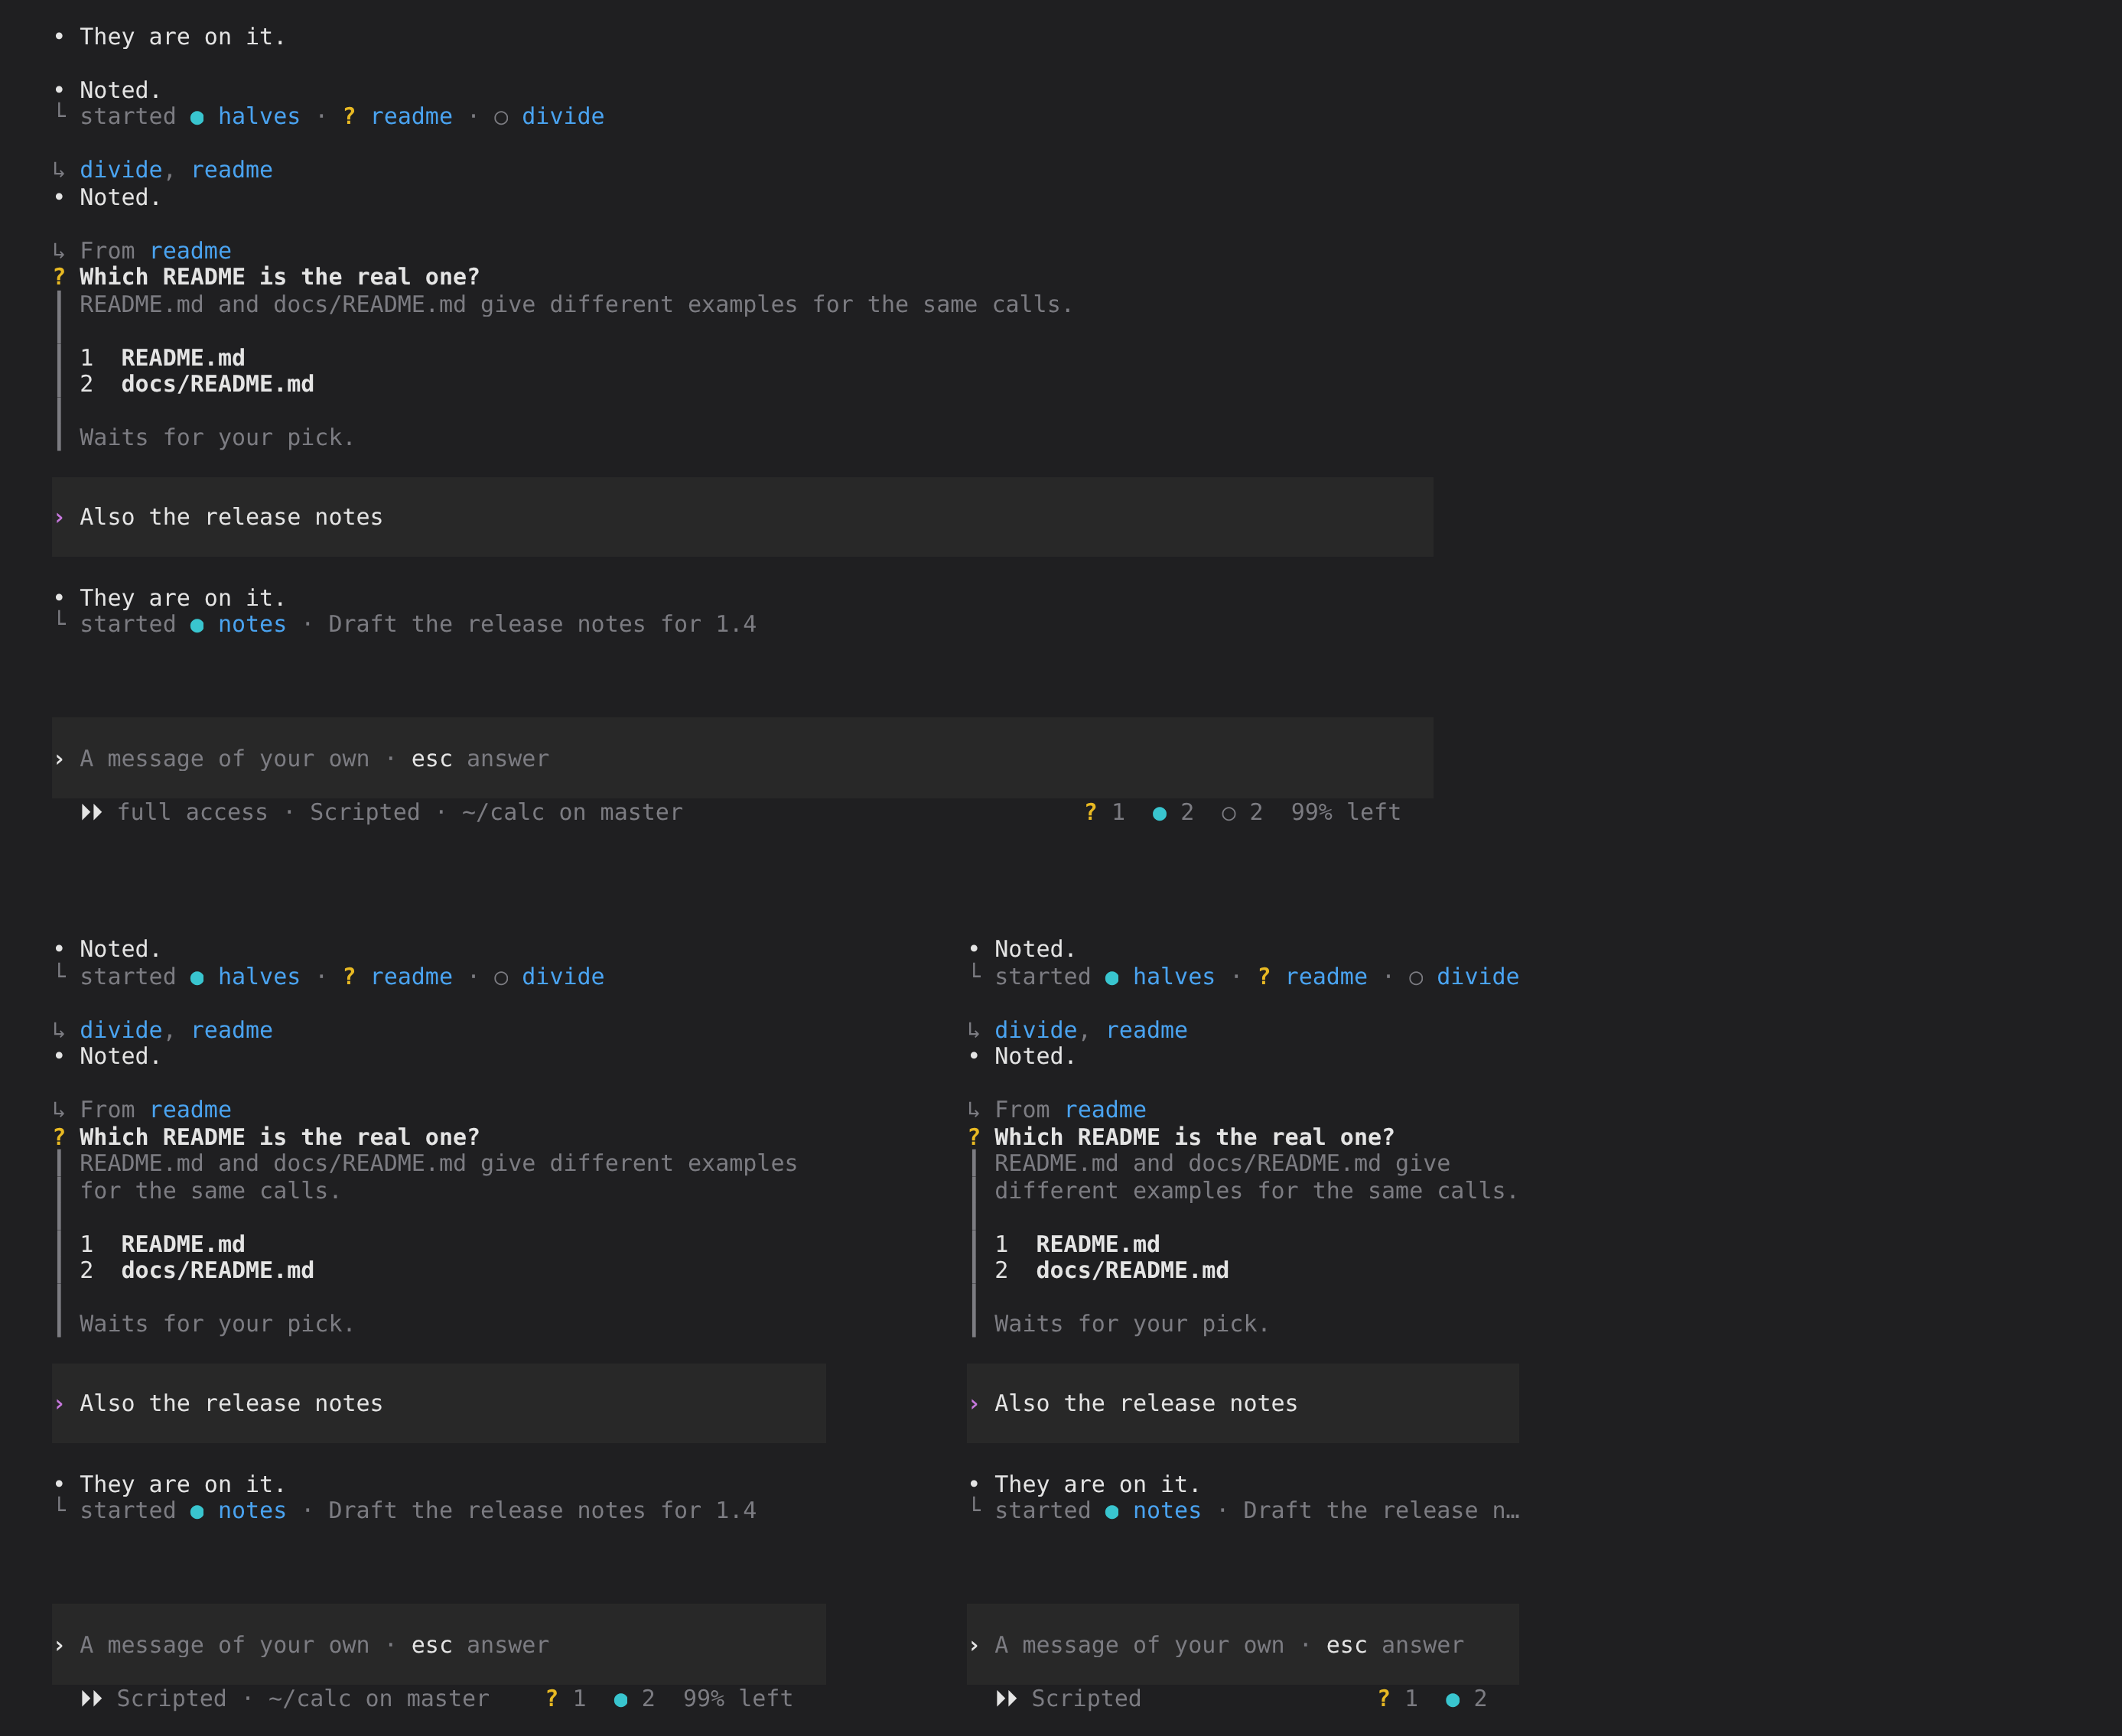 • They are on it.
• Noted.
└ started ● halves · ? readme · ○ divide
↳ divide, readme
• Noted.
↳ From readme
? Which README is the real one?
README.md and docs/README.md give different examples for the same calls.
1  README.md
2  docs/README.md
Waits for your pick.
› Also the release notes
• They are on it.
└ started ● notes · Draft the release notes for 1.4
› A message of your own · esc answer
⏵⏵ full access · Scripted · ~/calc on master ? 1 ● 2 ○ 2 99% left
• Noted.
└ started ● halves · ? readme · ○ divide
↳ divide, readme
• Noted.
↳ From readme
? Which README is the real one?
README.md and docs/README.md give different examples
for the same calls.
1  README.md
2  docs/README.md
Waits for your pick.
› Also the release notes
• They are on it.
└ started ● notes · Draft the release notes for 1.4
› A message of your own · esc answer
⏵⏵ Scripted · ~/calc on master ? 1 ● 2 99% left
• Noted.
└ started ● halves · ? readme · ○ divide
↳ divide, readme
• Noted.
↳ From readme
? Which README is the real one?
README.md and docs/README.md give
different examples for the same calls.
1  README.md
2  docs/README.md
Waits for your pick.
› Also the release notes
• They are on it.
└ started ● notes · Draft the release n…
› A message of your own · esc answer
⏵⏵ Scripted ? 1 ● 2